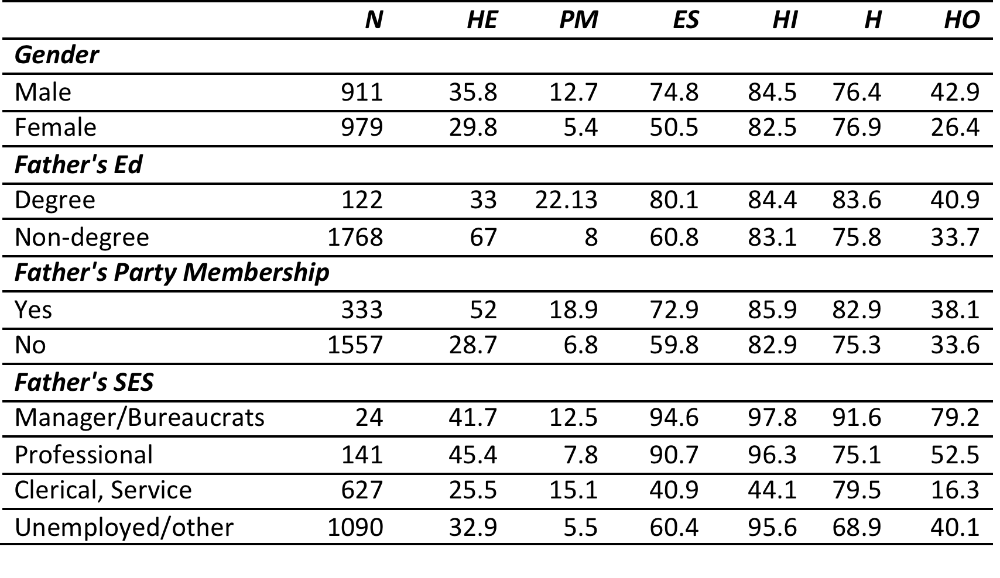 N HE PM ES HI H HO
Gender
Male 911 35.8 12.7 74.8 84.5 76.4 42.9
Female 979 29.8 5.4 50.5 82.5 76.9 26.4
Father's Ed
Degree 122 33 22.13 80.1 84.4 83.6 40.9
Non-degree 1768 67 8 60.8 83.1 75.8 33.7
Father's Party Membership
Yes 333 52 18.9 72.9 85.9 82.9 38.1
No 1557 28.7 6.8 59.8 82.9 75.3 33.6
Father's SES
Manager/Bureaucrats 24 41.7 12.5 94.6 97.8 91.6 79.2
Professional 141 45.4 7.8 90.7 96.3 75.1 52.5
Clerical, Service 627 25.5 15.1 40.9 44.1 79.5 16.3
Unemployed/other 1090 32.9 5.5 60.4 95.6 68.9 40.1